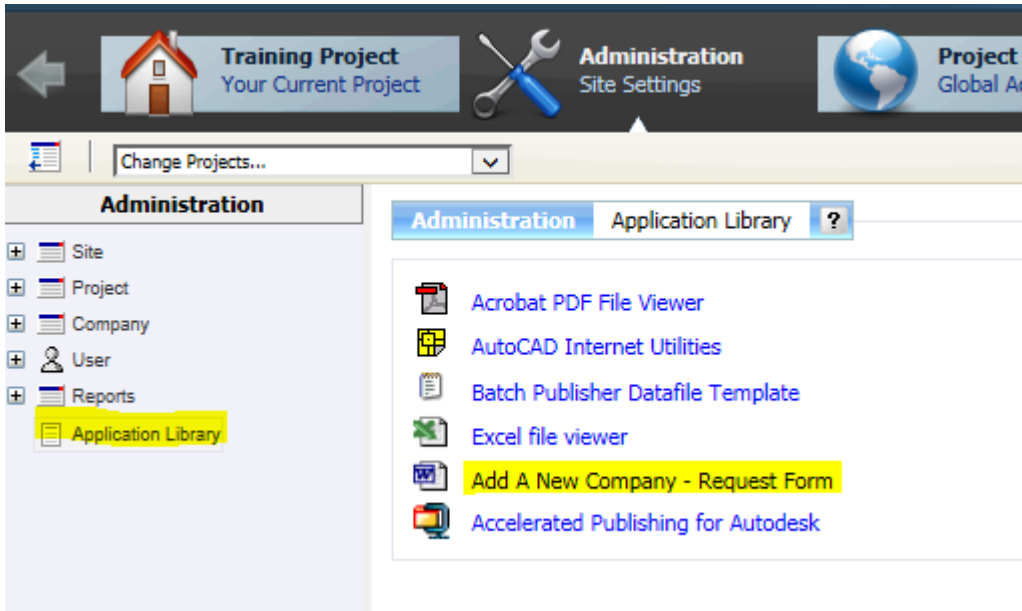 Training Project
Your Current Project
Administration
Site Settings
Project
Global
Change Projects...
Administration
Site
Project
Company
User
Reports
Application Library
Administration
Application Library
?
Acrobat PDF File Viewer
AutoCAD Internet Utilities
Batch Publisher Datafile Template
Excel file viewer
Add A New Company - Request Form
Accelerated Publishing for Autodesk